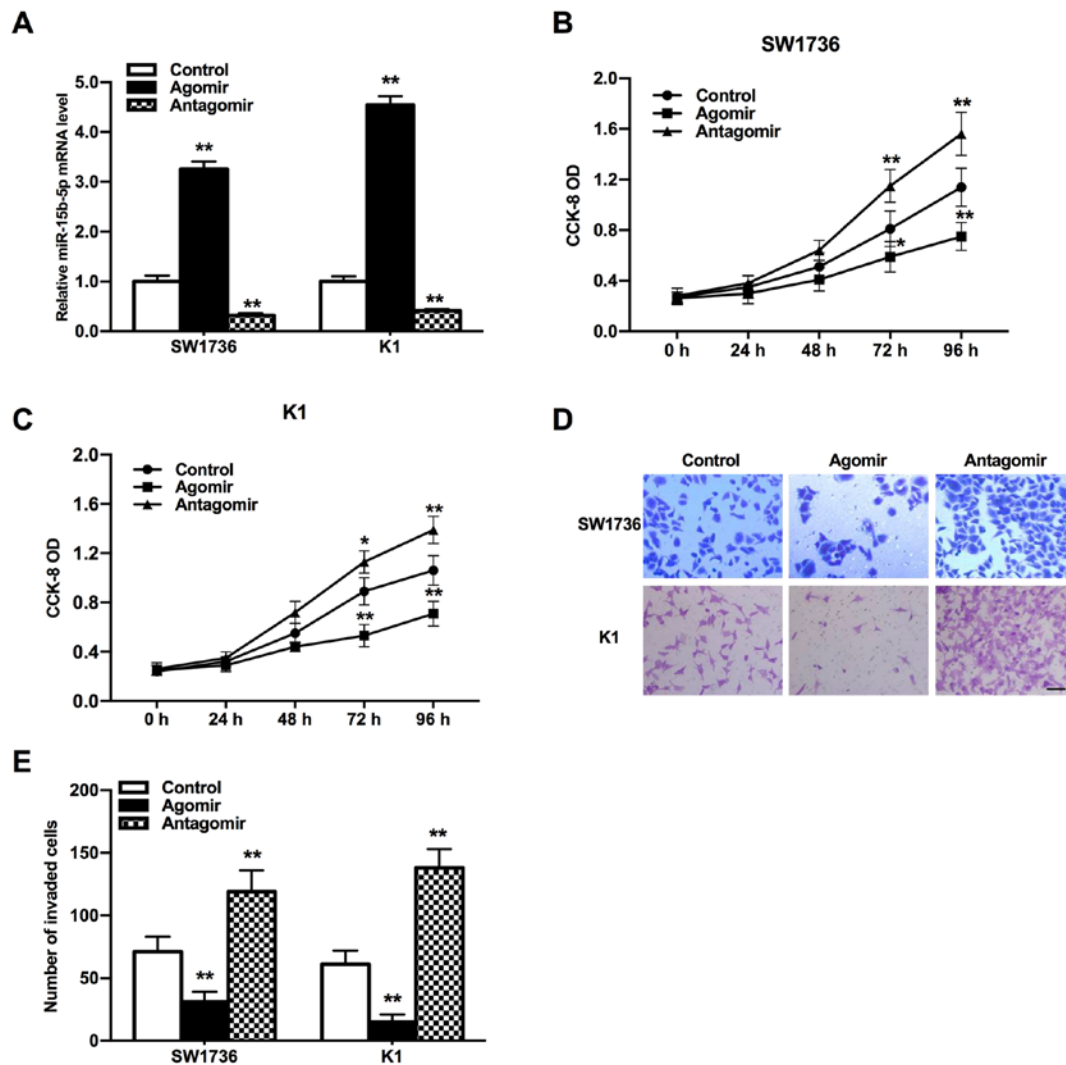 A
Control
Agomir
Antagomir
Relative miR-15b-5p mRNA level
5.0
4.0
3.0
2.0
1.0
0.0
**
**
**
**
SW1736
K1
B
SW1736
Control
Agomir
Antagomir
CCK-8 OD
2.0
1.6
1.2
0.8
0.4
0.0
**
**
**
*
0 h 24 h 48 h 72 h 96 h
C
K1
Control
Agomir
Antagomir
CCK-8 OD
2.0
1.6
1.2
0.8
0.4
0.0
**
*
**
**
0 h 24 h 48 h 72 h 96 h
D
Control Agomir Antagomir
SW1736
K1
E
Control
Agomir
Antagomir
Number of invaded cells
200
150
100
50
0
**
**
**
**
SW1736
K1